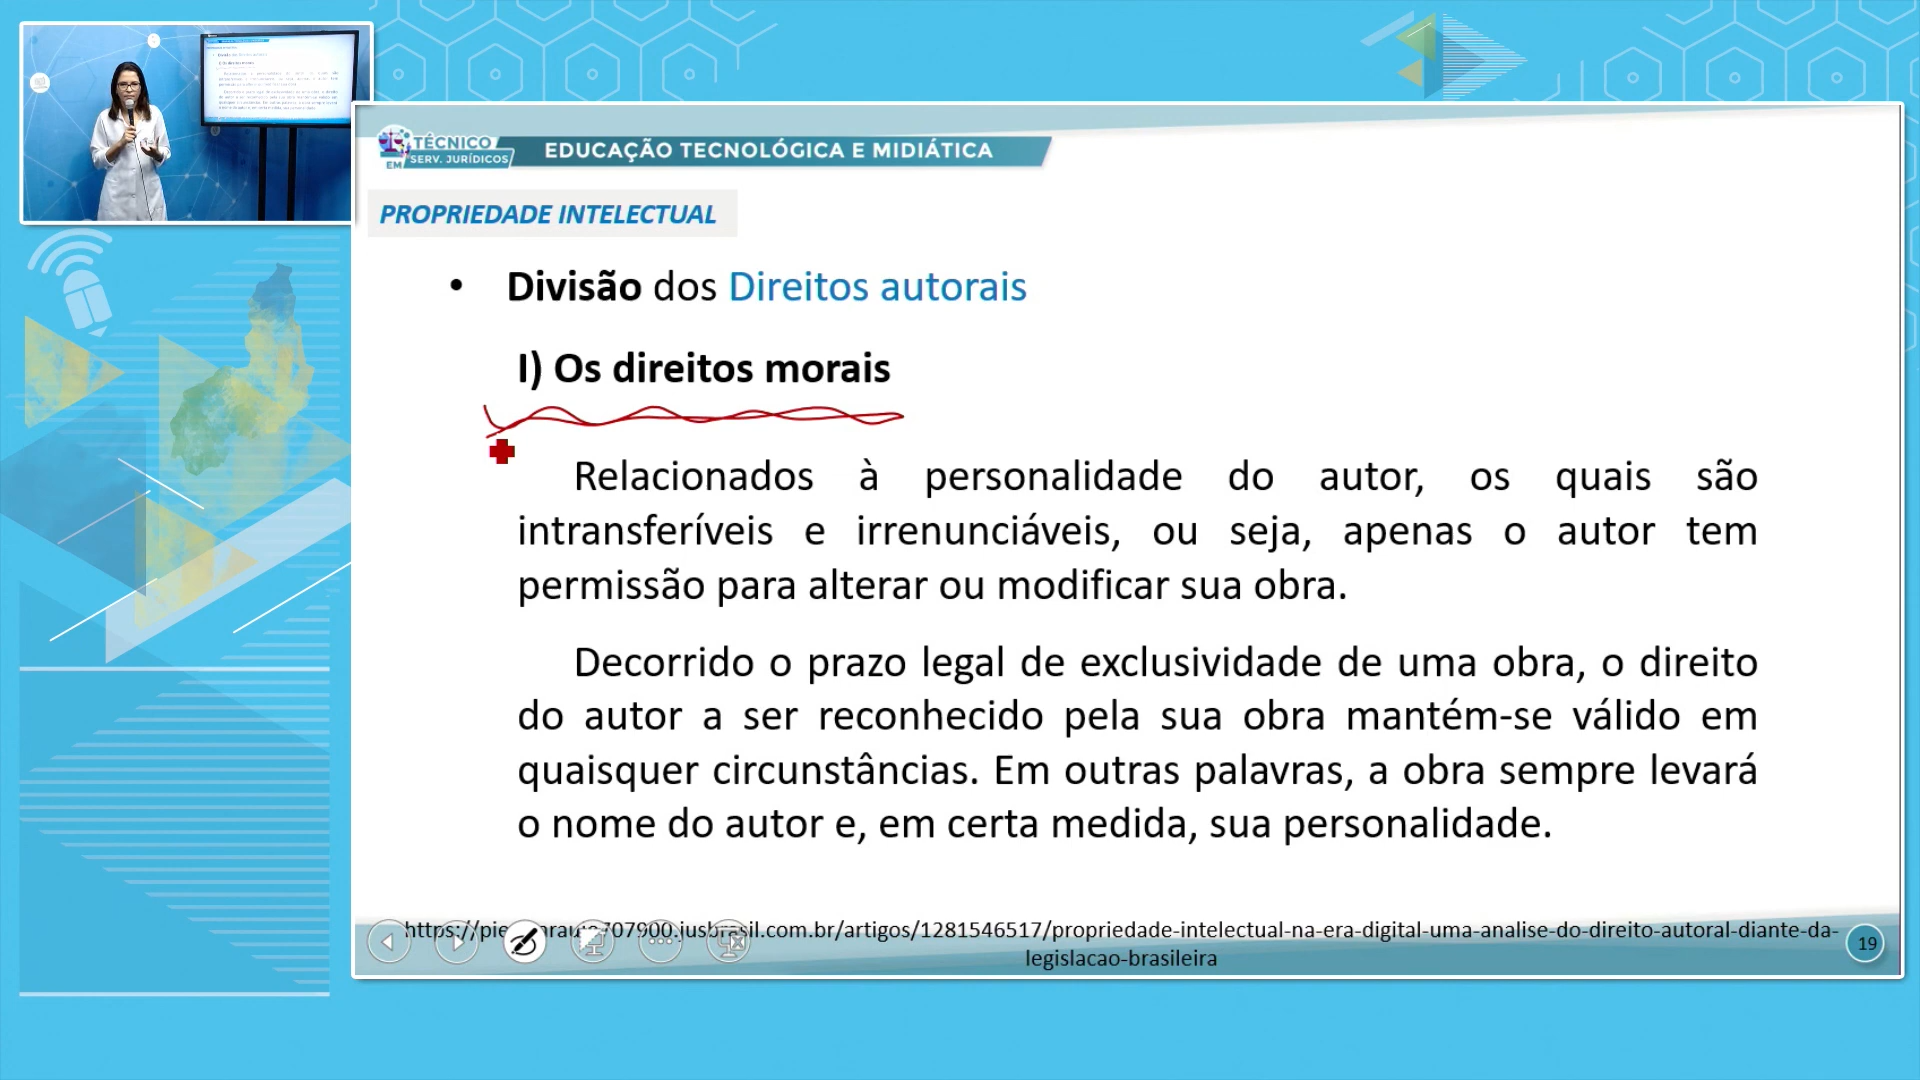 TÉCNICO
EM SERV. JURÍDICOS
EDUCAÇÃO TECNOLÓGICA E MIDIÁTICA
PROPRIEDADE INTELECTUAL
• Divisão dos Direitos autorais
I) Os direitos morais
Relacionados à personalidade do autor, os quais são
intransferíveis e irrenunciáveis, ou seja, apenas o autor tem
permissão para alterar ou modificar sua obra.
Decorrido o prazo legal de exclusividade de uma obra, o direito
do autor a ser reconhecido pela sua obra mantém-se válido em
quaisquer circunstâncias. Em outras palavras, a obra sempre levará
o nome do autor e, em certa medida, sua personalidade.
707900.jusbrasil.com.br/artigos/1281546517/propriedade-intelectual-na-era-digital-uma-analise-do-direito-autoral-diante-da-
legislacao-brasileira
19